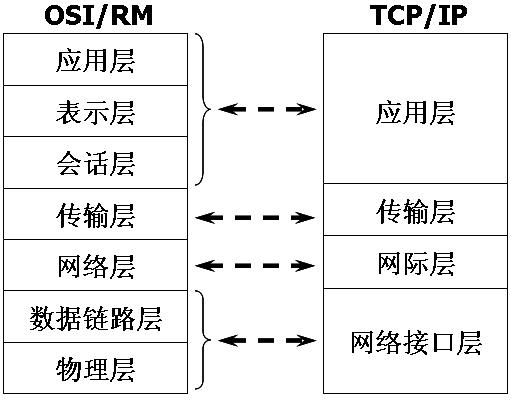 OSI/RM
应用层
表示层
会话层
传输层
网络层
数据链路层
物理层
TCP/IP
应用层
传输层
网际层
网络接口层